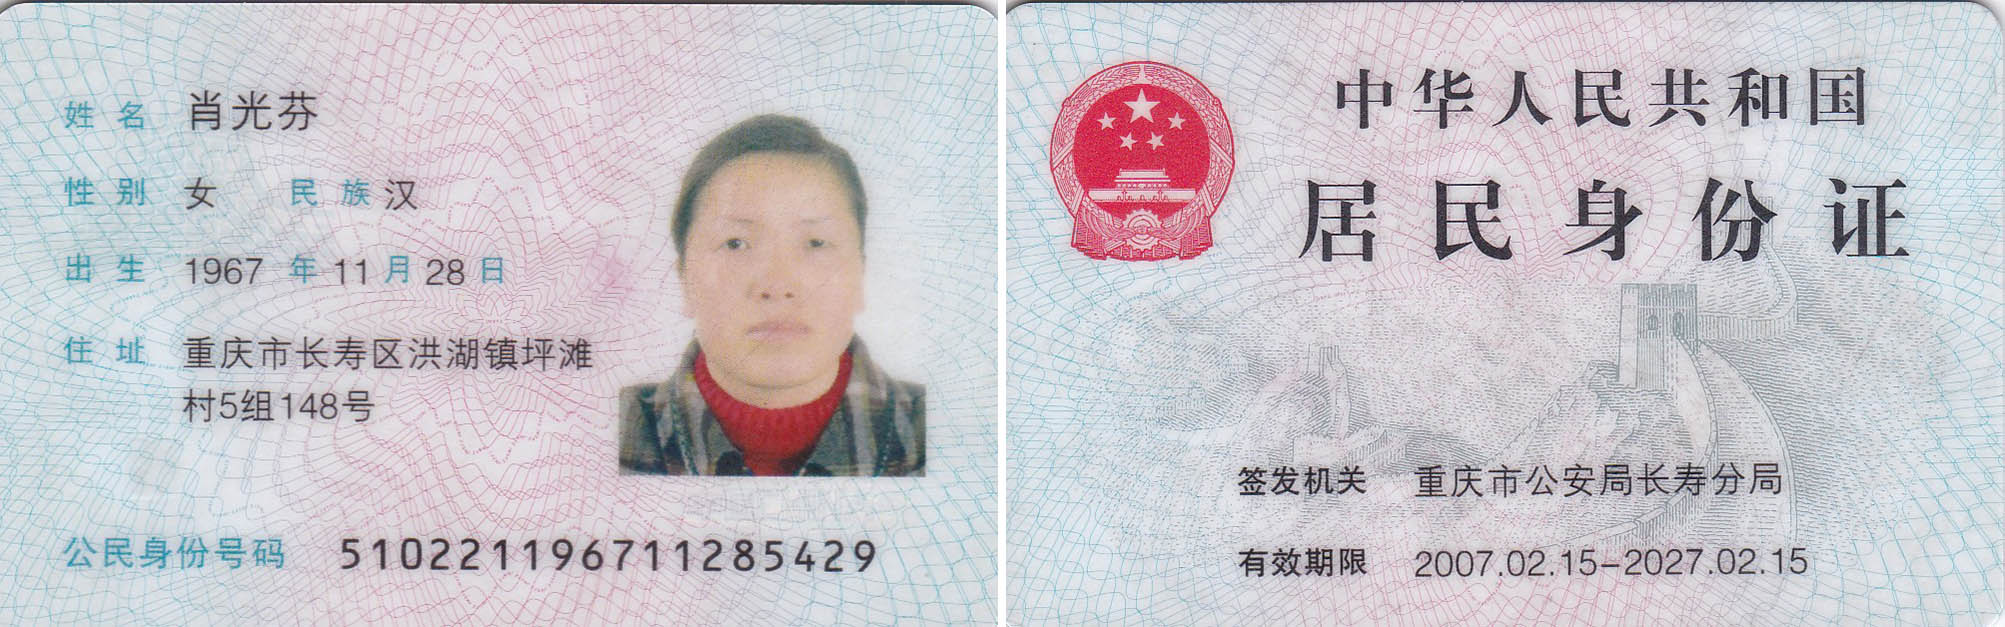 姓名 肖光芬
性别 女 民族 汉
出生 1967 年 11 月 28 日
住址 重庆市长寿区洪湖镇坪滩
村5组148号
公民身份号码 510221196711285429
中华人民共和国
居民身份证
签发机关 重庆市公安局长寿分局
有效期限 2007.02.15-2027.02.15